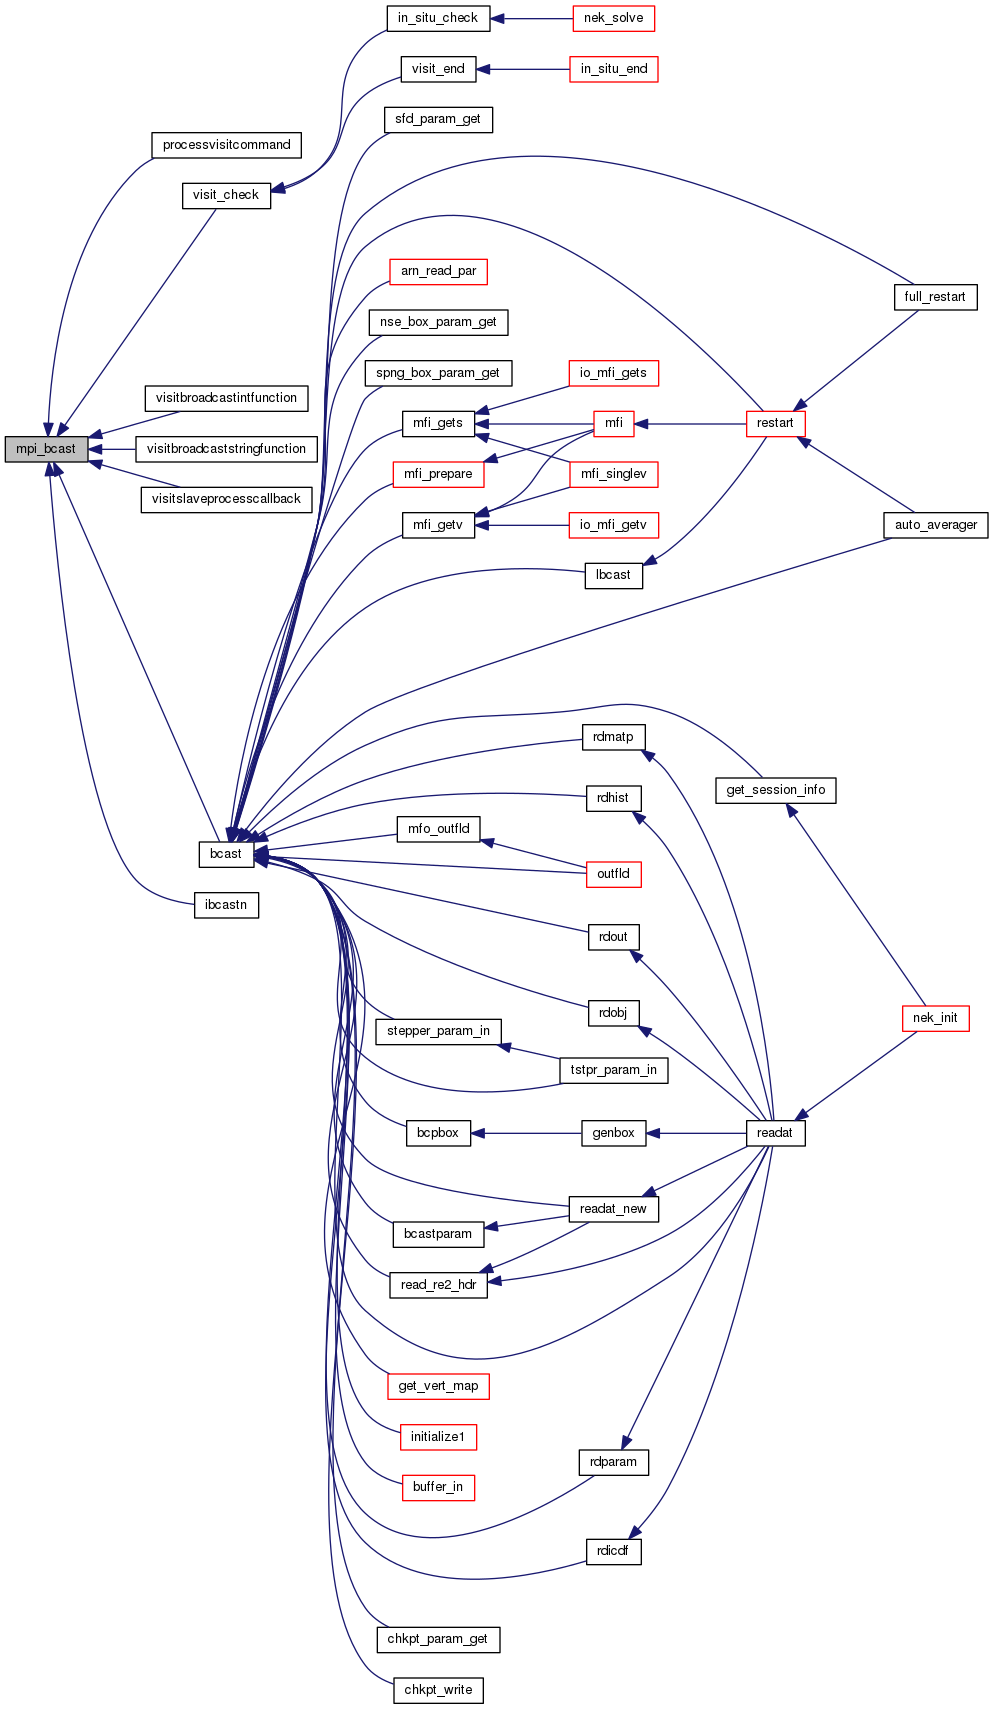 in_situ_check
nek_solve
visit_end
in_situ_end
sfd_param_get
processvisitcommand
visit_check
arn_read_par
full_restart
nse_box_param_get
spng_box_param_get
io_mfi_gets
visitbroadcastintfunction
mfi_gets
mfi
restart
mpi_bcast
visitbroadcaststringfunction
mfi_prepare
mfi_singlev
visitslaveprocesscallback
mfi_getv
io_mfi_getv
auto_averager
lbcast
rdmatp
get_session_info
rdhist
mfo_outfld
bcast
outfld
ibcastn
rdout
rdobj
nek_init
stepper_param_in
tstpr_param_in
bcpbox
genbox
readat
readat_new
bcastparam
read_re2_hdr
get_vert_map
initialize1
rdparam
buffer_in
rdicdf
chkpt_param_get
chkpt_write